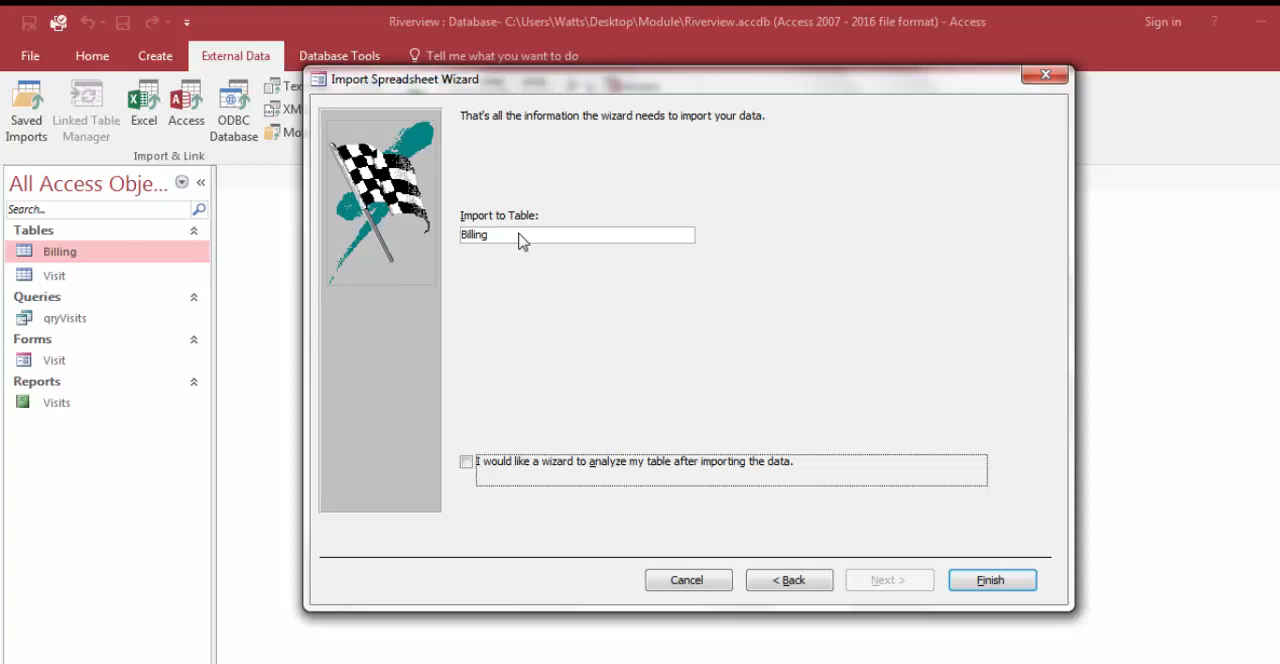 Riverview : Database- C:\Users\Watts\Desktop\Module\Riverview.accdb (Access 2007 - 2016 file format) - Access
Sign in
?
File
Home
Create
External Data
Database Tools
Tell me what you want to do
Saved Imports
Linked Table Manager
Excel
Access
ODBC Database
Tex
XM
Mo
Import & Link
All Access Obje...
«
Search...
Tables
Billing
Visit
Queries
qryVisits
Forms
Visit
Reports
Visits
Import Spreadsheet Wizard
That's all the information the wizard needs to import your data.
Import to Table:
Billing
I would like a wizard to analyze my table after importing the data.
Cancel
< Back
Next >
Finish